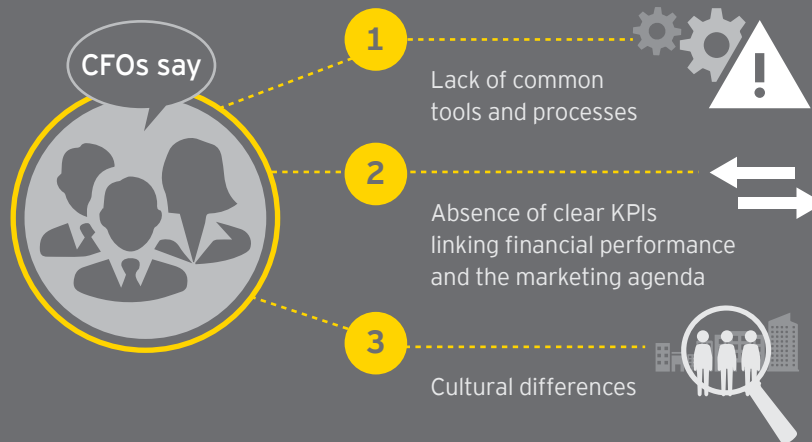 CFOs say
1
Lack of common
tools and processes
2
Absence of clear KPIs
linking financial performance
and the marketing agenda
3
Cultural differences